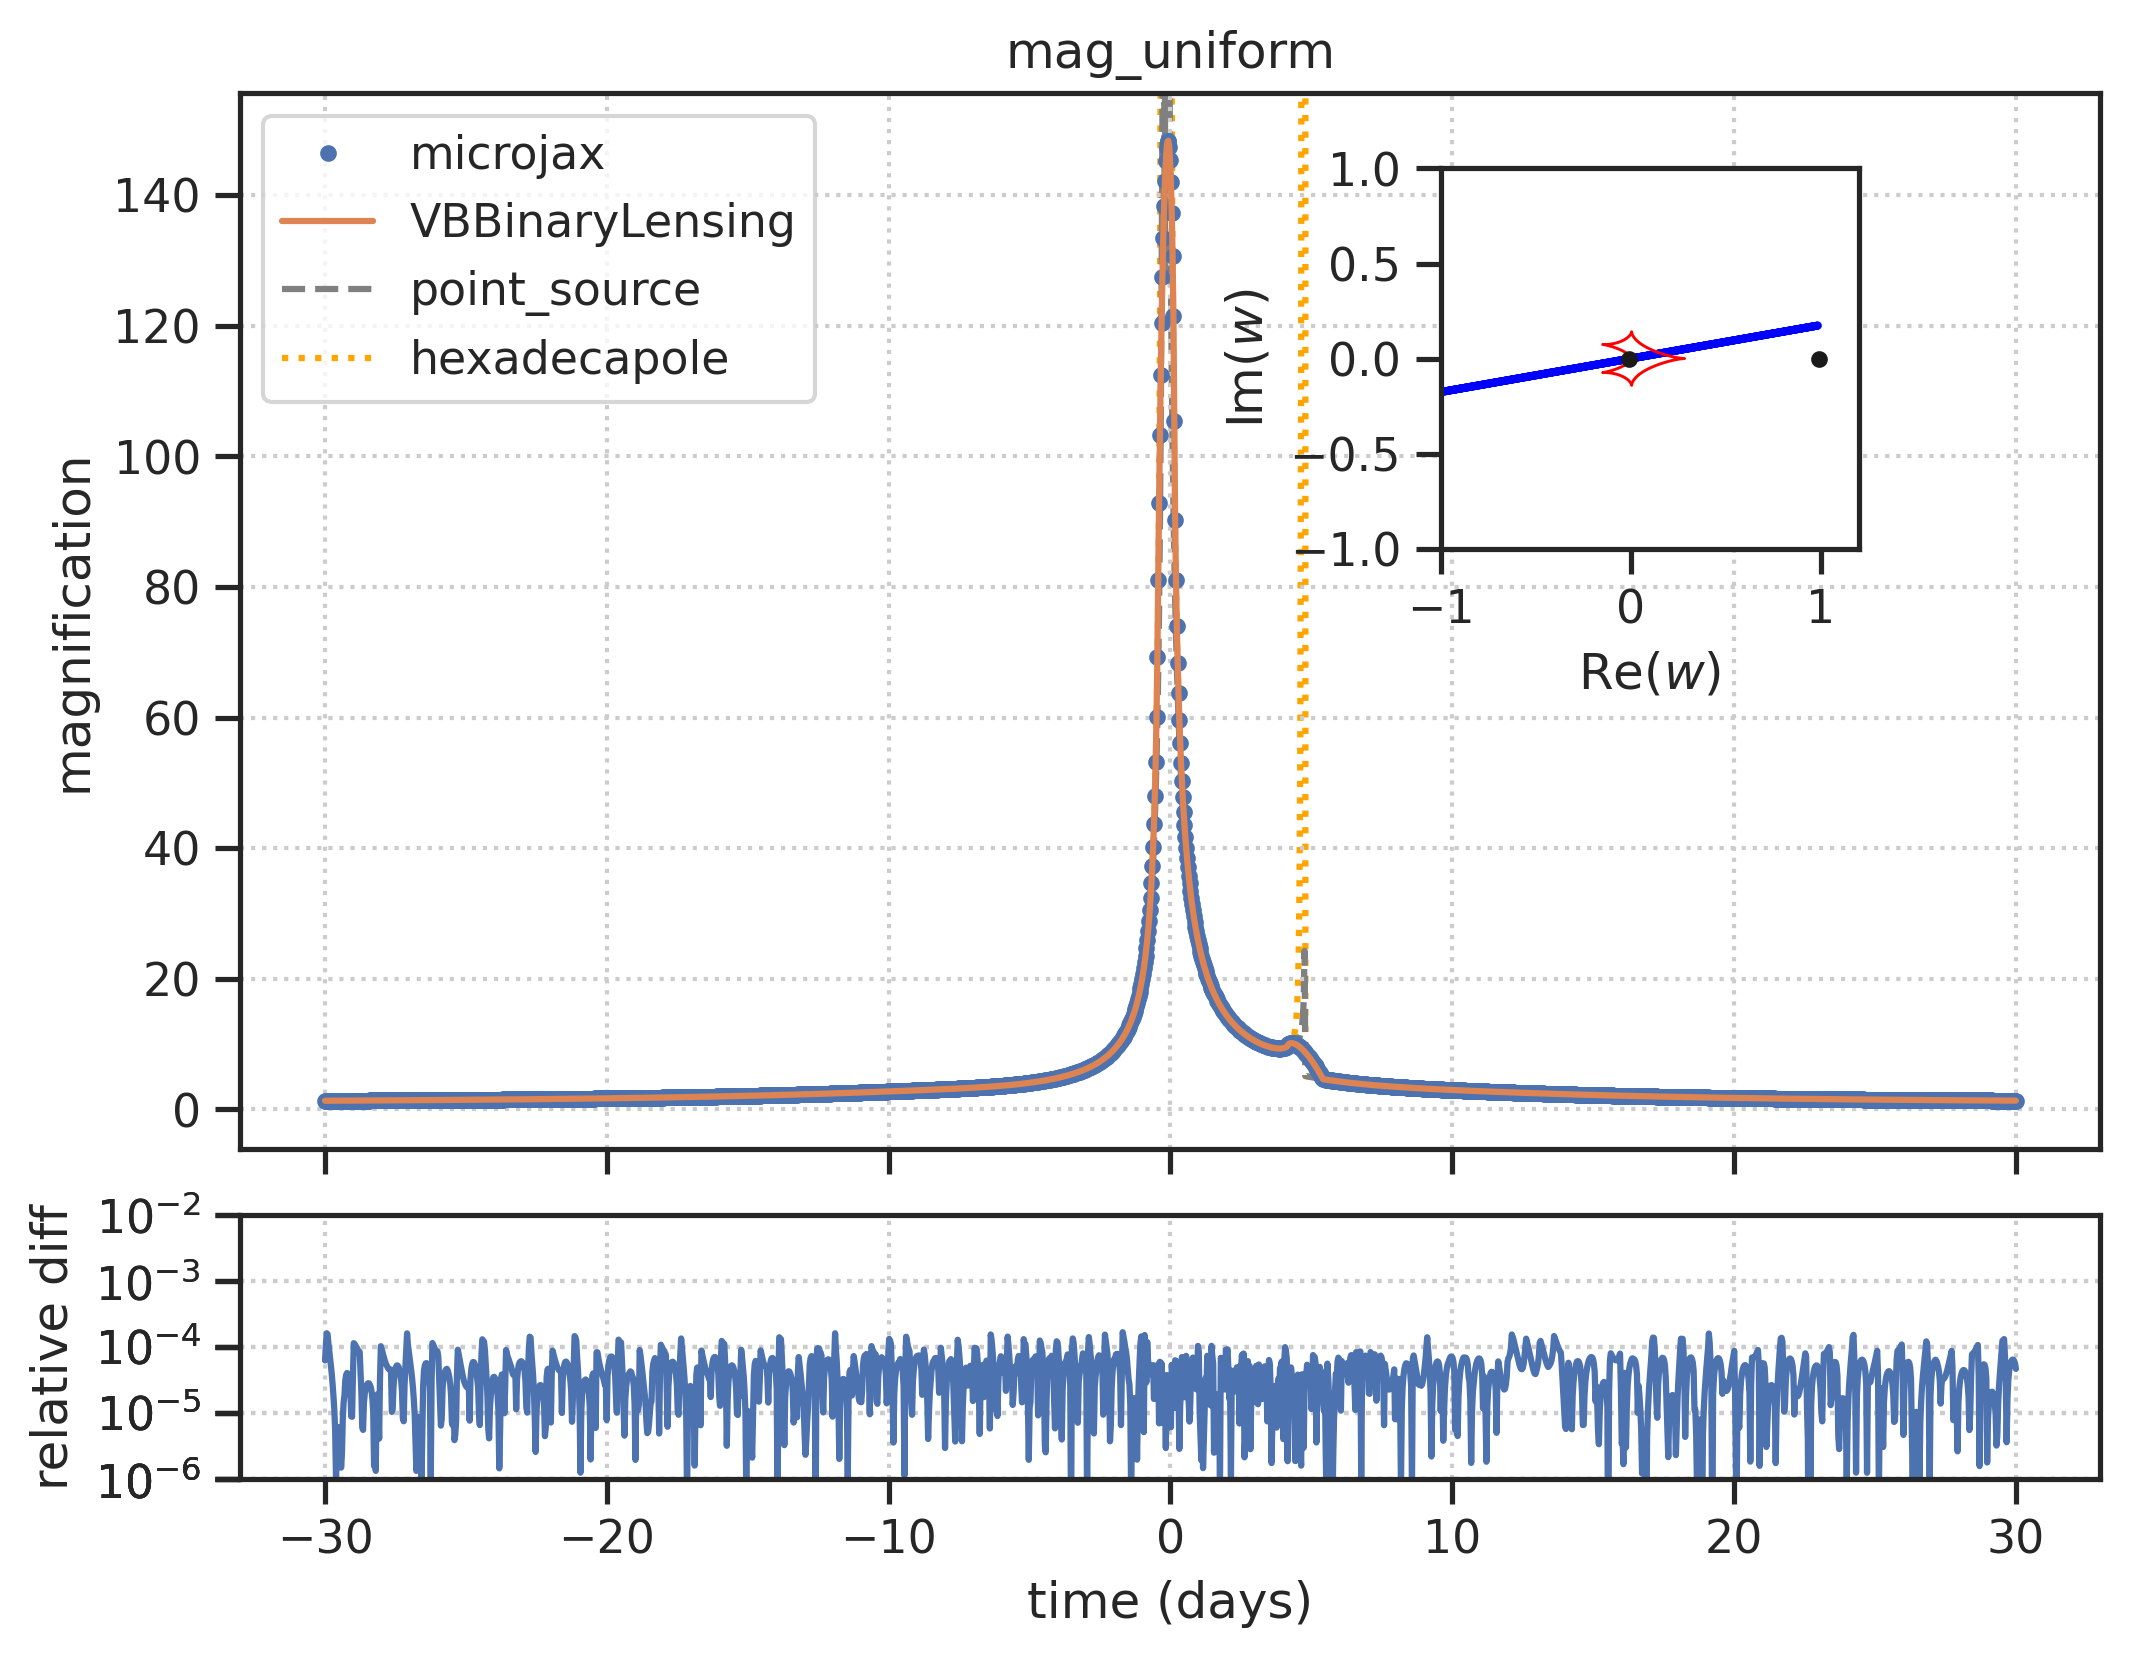 mag_uniform
microjax
VBBinaryLensing
point_source
hexadecapole
magnification
140
120
100
80
60
40
20
0
Im(w)
1.0
0.5
0.0
−0.5
−1.0
−1 0 1
Re(w)
relative diff
10⁻²
10⁻³
10⁻⁴
10⁻⁵
10⁻⁶
−30 −20 −10 0 10 20 30
time (days)